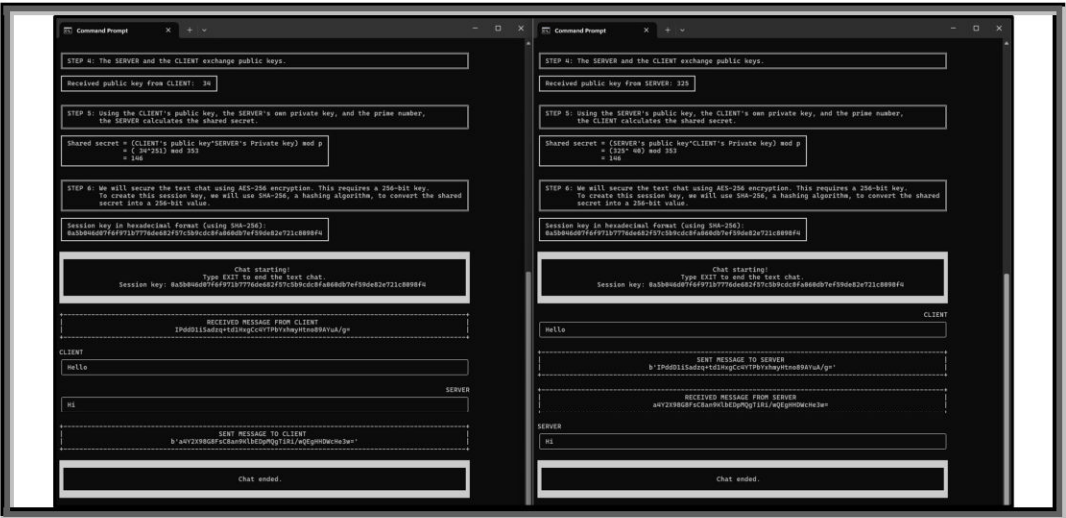 Command Prompt
STEP 4: The SERVER and the CLIENT exchange public keys.
Received public key from CLIENT: 34
STEP 5: Using the CLIENT's public key, the SERVER's own private key, and the prime number,
the SERVER calculates the shared secret.
Shared secret = (CLIENT's public key^SERVER's Private key) mod p
= ( 34^251) mod 353
= 146
STEP 6: We will secure the text chat using AES-256 encryption. This requires a 256-bit key.
To create this session key, we will use SHA-256, a hashing algorithm, to convert the shared
secret into a 256-bit value.
Session key in hexadecimal format (using SHA-256):
Chat starting!
Type EXIT to end the text chat.
Session key:
RECEIVED MESSAGE FROM CLIENT
CLIENT
Hello
SERVER
Hi
SENT MESSAGE TO CLIENT
Chat ended.
Command Prompt
STEP 4: The SERVER and the CLIENT exchange public keys.
Received public key from SERVER: 325
STEP 5: Using the SERVER's public key, the CLIENT's own private key, and the prime number,
the CLIENT calculates the shared secret.
Shared secret = (SERVER's public key^CLIENT's Private key) mod p
= (325^ 40) mod 353
= 146
STEP 6: We will secure the text chat using AES-256 encryption. This requires a 256-bit key.
To create this session key, we will use SHA-256, a hashing algorithm, to convert the shared
secret into a 256-bit value.
Session key in hexadecimal format (using SHA-256):
Chat starting!
Type EXIT to end the text chat.
Session key:
CLIENT
Hello
SENT MESSAGE TO SERVER
RECEIVED MESSAGE FROM SERVER
SERVER
Hi
Chat ended.